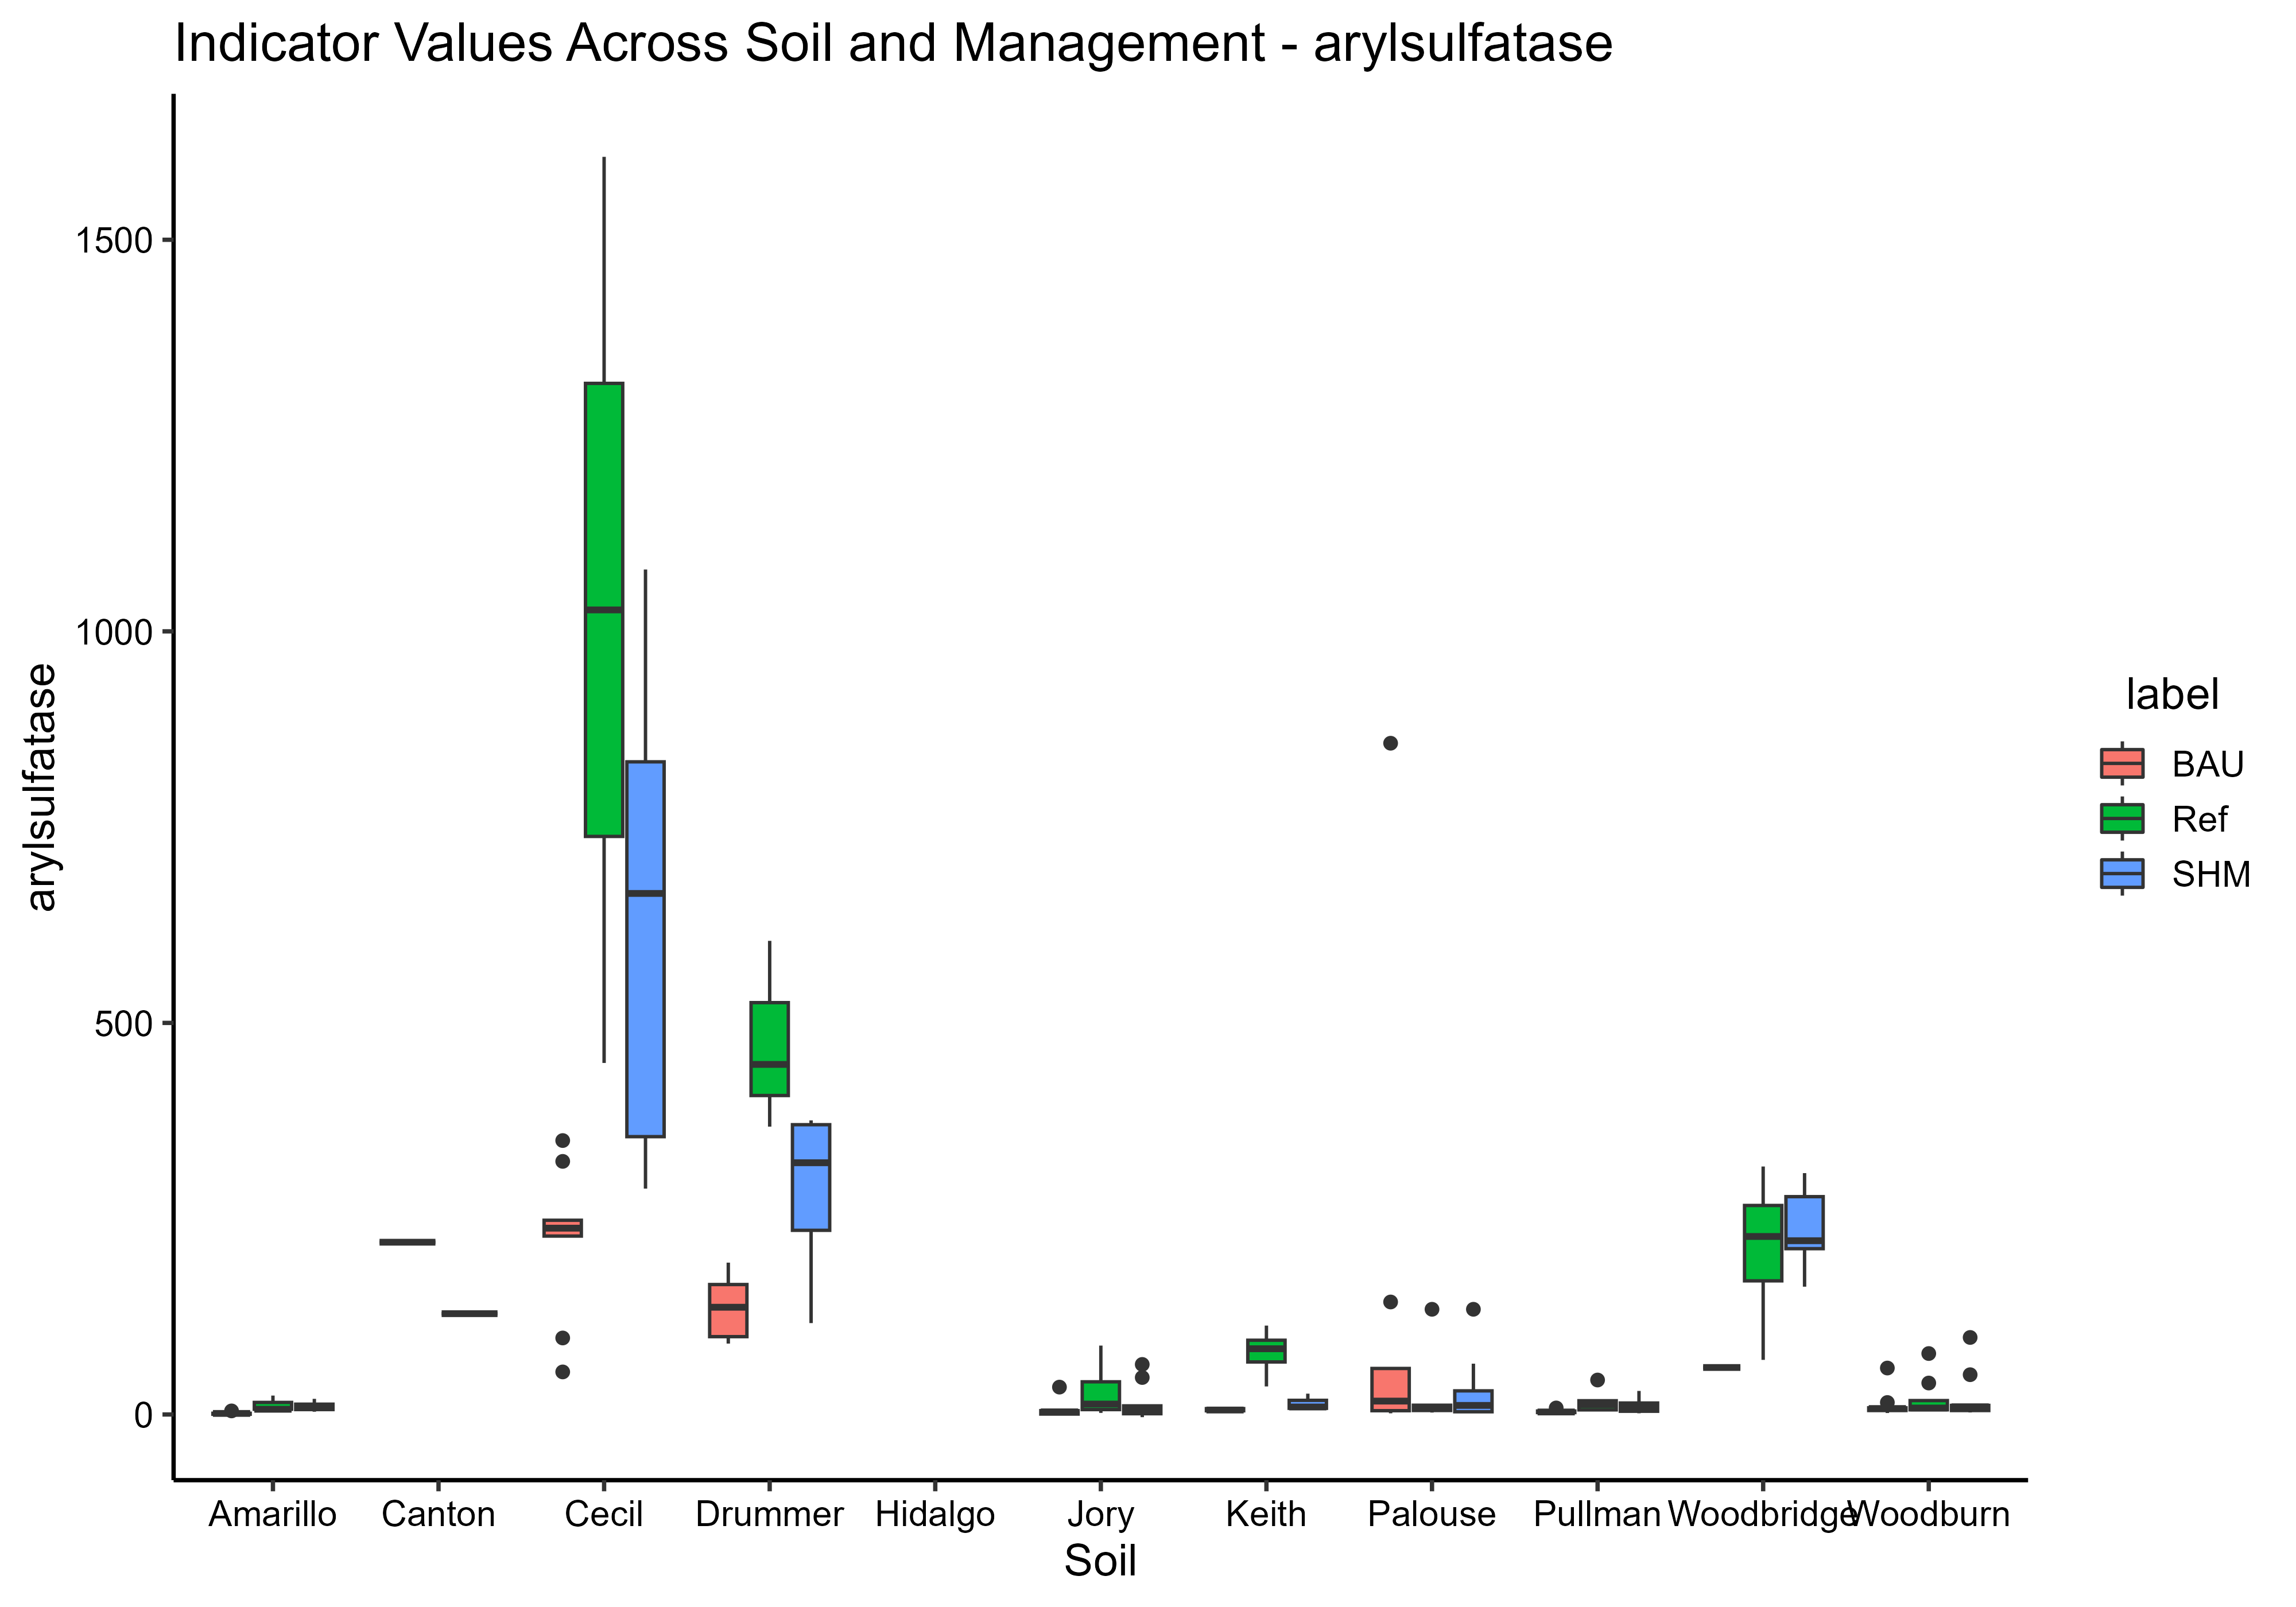 Indicator Values Across Soil and Management - arylsulfatase
1500
1000
500
0
arylsulfatase
Amarillo
Canton
Cecil
Drummer
Hidalgo
Jory
Keith
Palouse
Pullman
Woodbridge
Woodburn
Soil
label
BAU
Ref
SHM